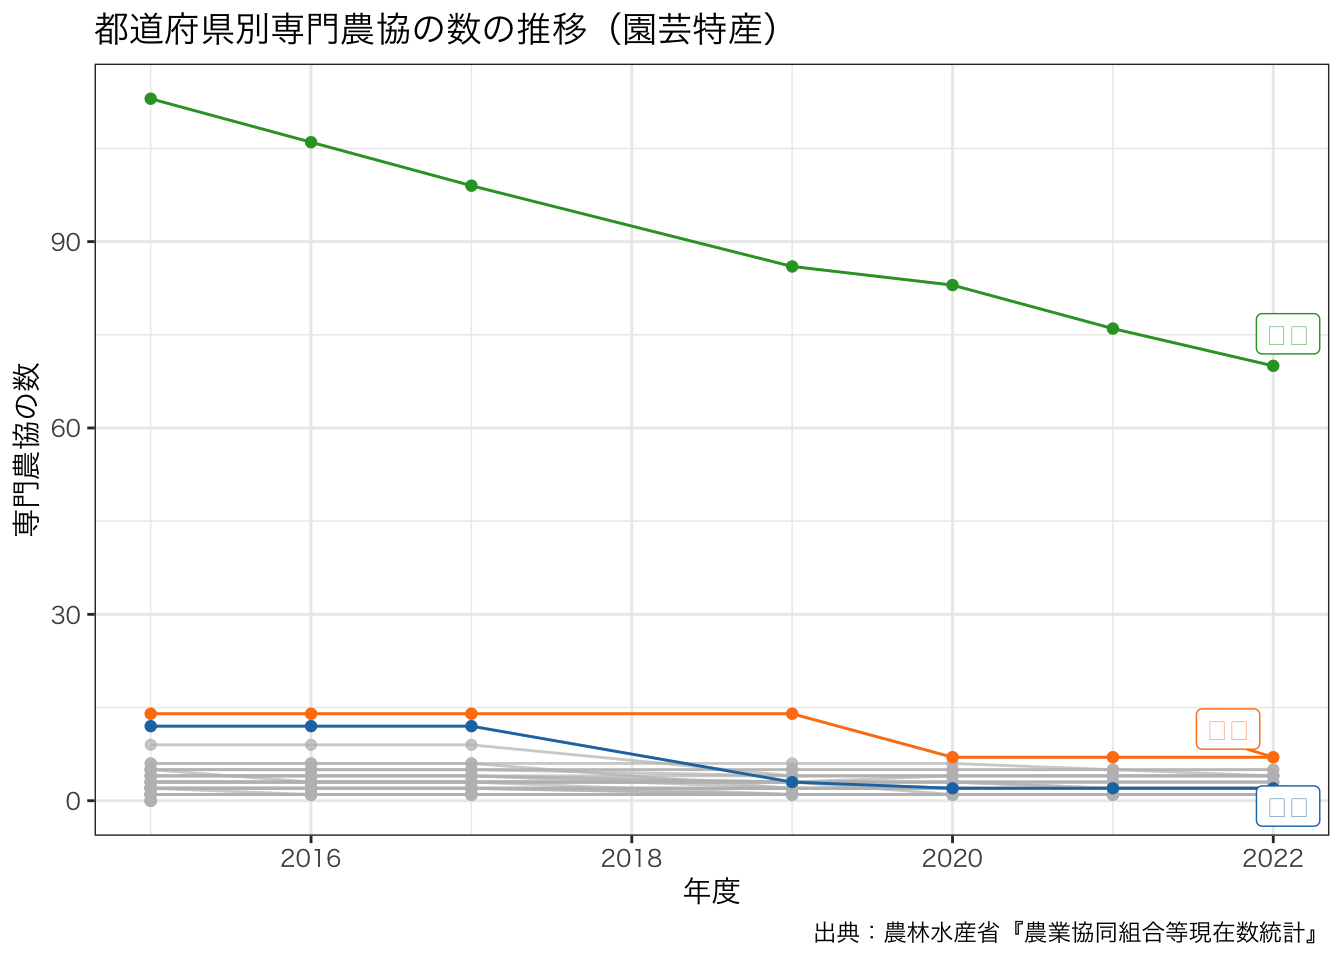 都道府県別専門農協の数の推移（園芸特産）
専門農協の数
90
60
30
0
2016 2018 2020 2022
年度
出典：農林水産省『農業協同組合等現在数統計』